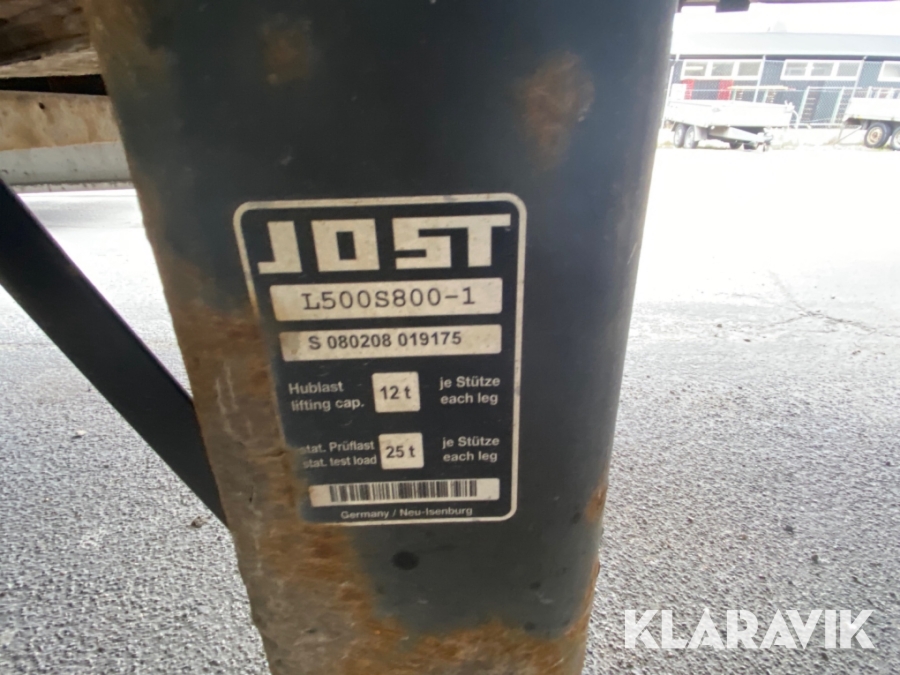 JOST
L500S800-1
S 080208 019175
Hublast 12 t je Stütze
lifting cap. each leg
stat. Prüflast 25 t je Stütze
stat. test load each leg
Germany / Neu-Isenburg
KLARAVIK